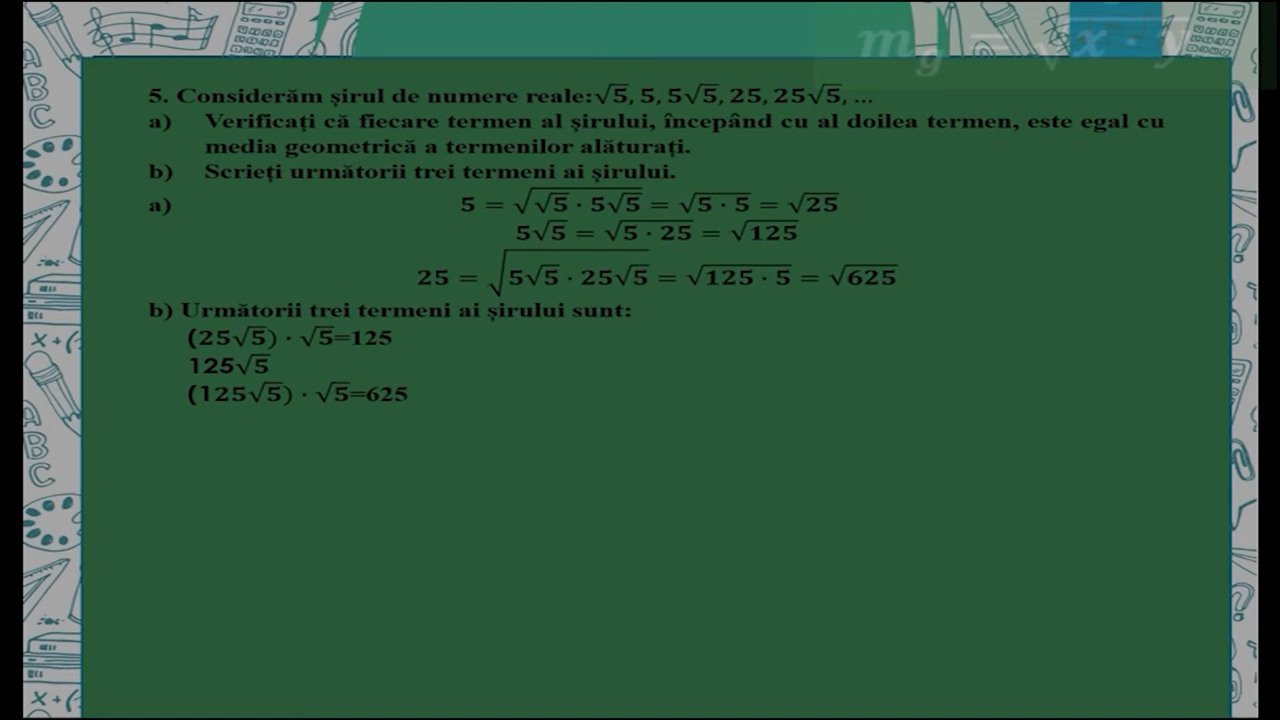 m_g = √x · y
5. Considerăm șirul de numere reale:√5, 5, 5√5, 25, 25√5, ...
a) Verificați că fiecare termen al șirului, începând cu al doilea termen, este egal cu
media geometrică a termenilor alăturați.
b) Scrieți următorii trei termeni ai șirului.
a) 5 = √(√5 · 5√5) = √(5 · 5) = √25
5√5 = √(5 · 25) = √125
25 = √(5√5 · 25√5) = √(125 · 5) = √625
b) Următorii trei termeni ai șirului sunt:
(25√5) · √5=125
125√5
(125√5) · √5=625
ABC
X+(
ABC
X+(